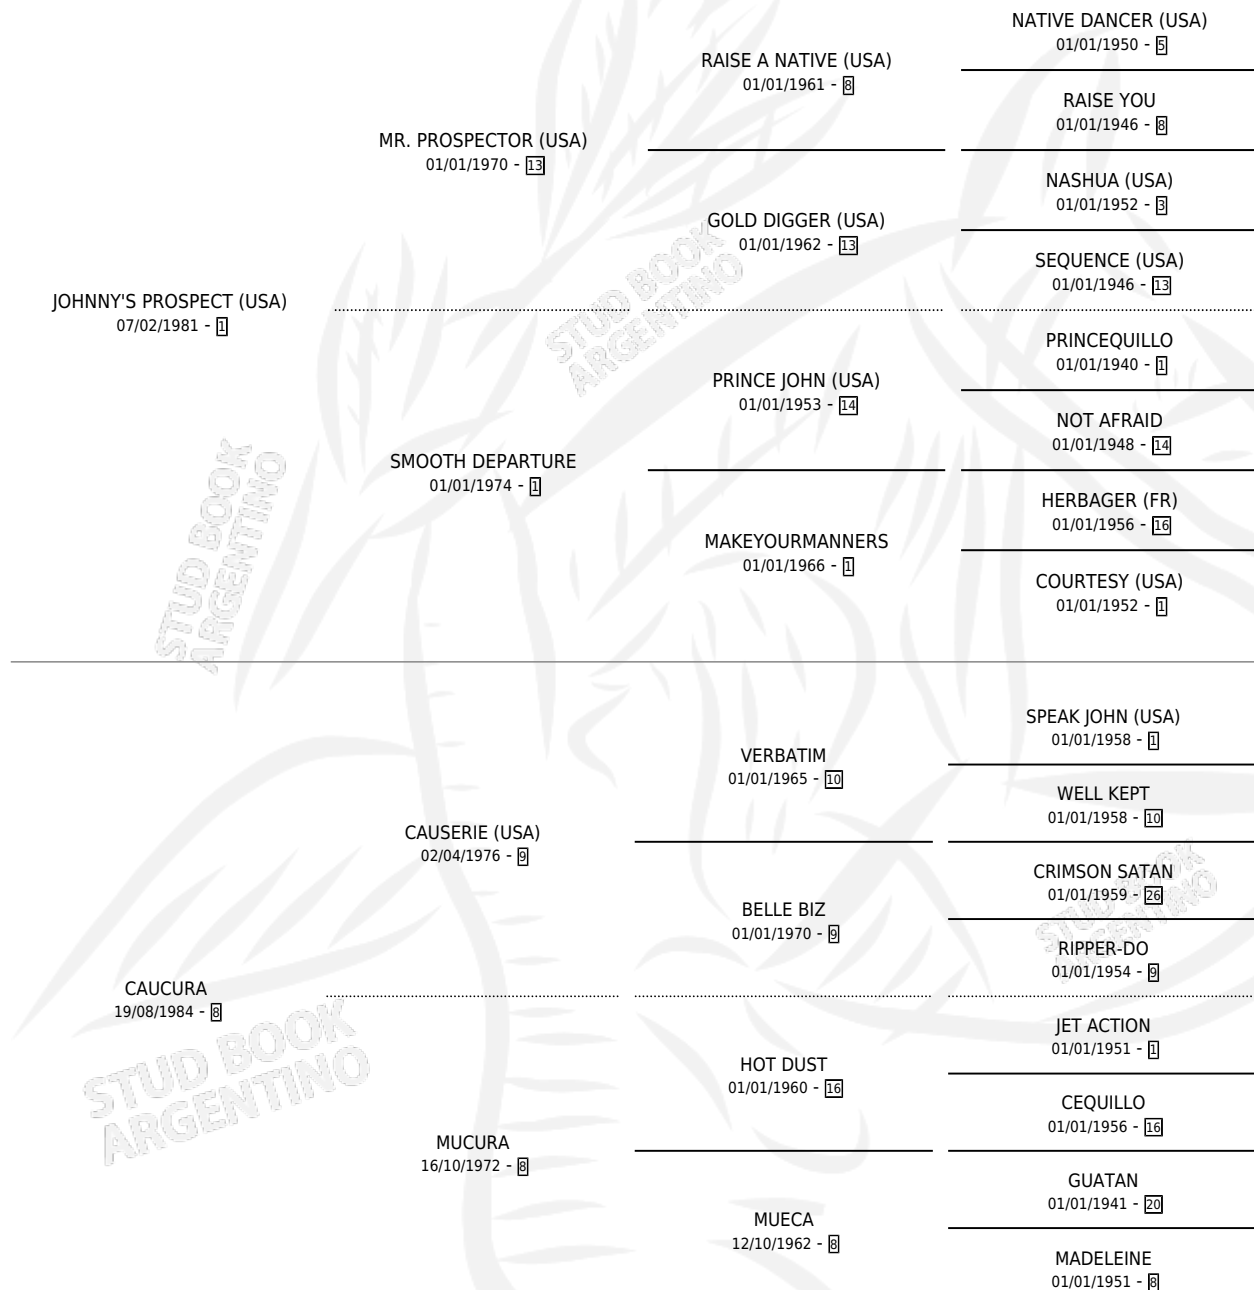 NATIVE DANCER (USA)
01/01/1950 - 5
RAISE A NATIVE (USA)
01/01/1961 - 8
RAISE YOU
01/01/1946 - 8
MR. PROSPECTOR (USA)
01/01/1970 - 13
NASHUA (USA)
01/01/1952 - 3
GOLD DIGGER (USA)
01/01/1962 - 13
SEQUENCE (USA)
01/01/1946 - 13
JOHNNY'S PROSPECT (USA)
07/02/1981 - 1
STUD BOOK
ARGENTINO
PRINCEQUILLO
01/01/1940 - 1
PRINCE JOHN (USA)
01/01/1953 - 14
NOT AFRAID
01/01/1948 - 14
SMOOTH DEPARTURE
01/01/1974 - 1
HERBAGER (FR)
01/01/1956 - 16
MAKEYOURMANNERS
01/01/1966 - 1
COURTESY (USA)
01/01/1952 - 1
STUD BOOK
ARGENTINO
SPEAK JOHN (USA)
01/01/1958 - 1
VERBATIM
01/01/1965 - 10
WELL KEPT
01/01/1958 - 10
CAUSERIE (USA)
02/04/1976 - 9
CRIMSON SATAN
01/01/1959 - 26
BELLE BIZ
01/01/1970 - 9
STUD BOOK
ARGENTINO
RIPPER-DO
01/01/1954 - 9
CAUCURA
19/08/1984 - 8
JET ACTION
01/01/1951 - 1
HOT DUST
01/01/1960 - 16
STUD BOOK
ARGENTINO
CEQUILLO
01/01/1956 - 16
MUCURA
16/10/1972 - 8
GUATAN
01/01/1941 - 20
MUECA
12/10/1962 - 8
MADELEINE
01/01/1951 - 8